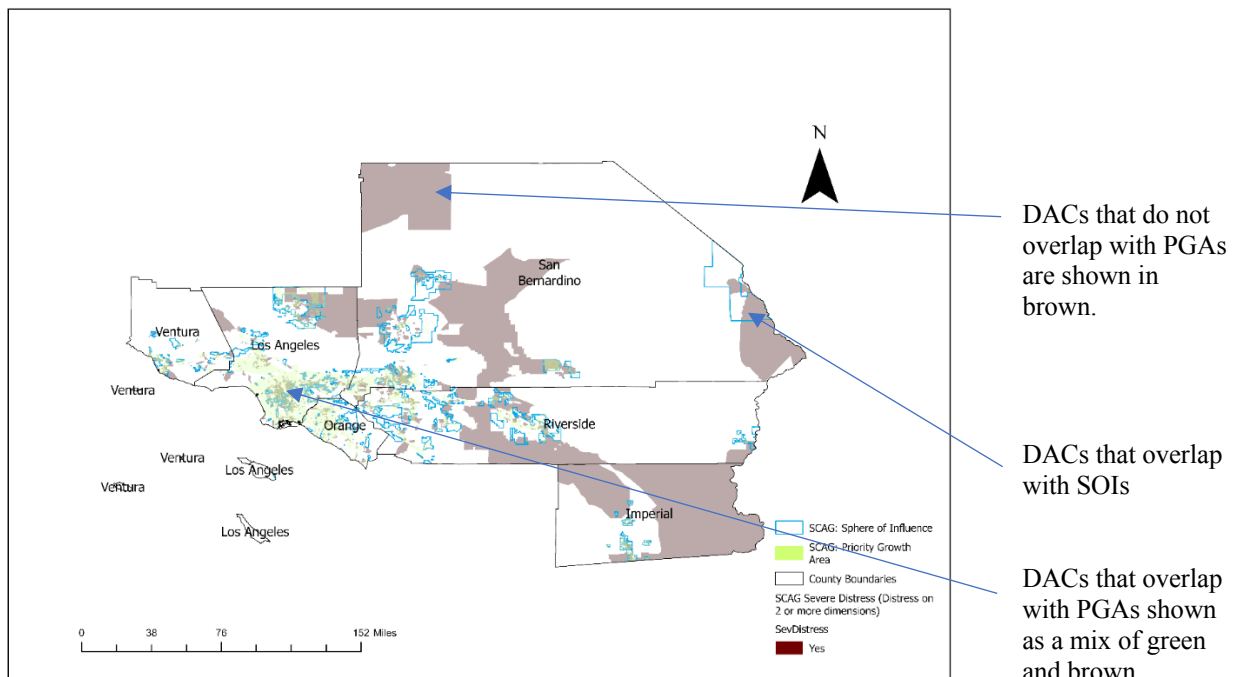 N
DACs that do not
overlap with PGAs
are shown in
brown.
San
Bernardino
Ventura
Los Angeles
Ventura
Orange
Riverside
Ventura
Los Angeles
Ventura
DACs that overlap
with SOIs
Imperial
Los Angeles
SCAG: Sphere of Influence
SCAG: Priority Growth
Area
County Boundaries
SCAG Severe Distress (Distress on
2 or more dimensions)
SevDistress
Yes
0 38 76 152 Miles
DACs that overlap
with PGAs shown
as a mix of green
and brown